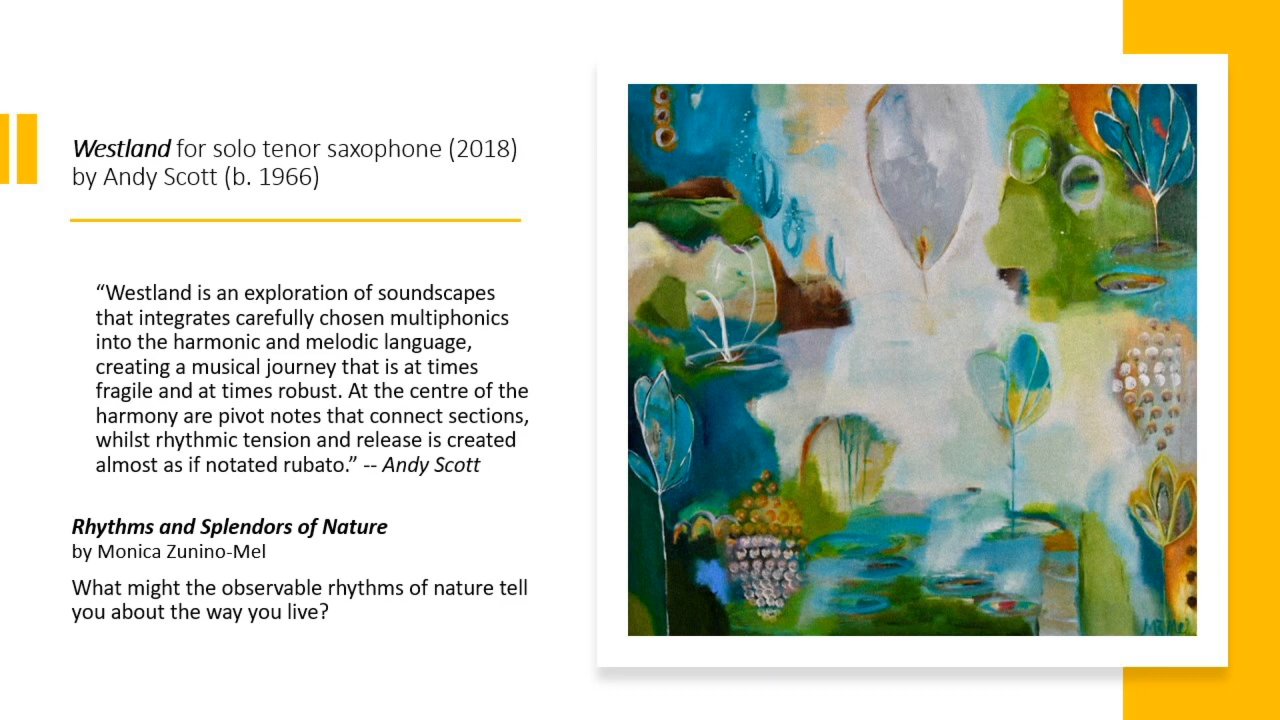 Westland for solo tenor saxophone (2018)
by Andy Scott (b. 1966)
“Westland is an exploration of soundscapes
that integrates carefully chosen multiphonics
into the harmonic and melodic language,
creating a musical journey that is at times
fragile and at times robust. At the centre of the
harmony are pivot notes that connect sections,
whilst rhythmic tension and release is created
almost as if notated rubato.” -- Andy Scott
Rhythms and Splendors of Nature
by Monica Zunino-Mel
What might the observable rhythms of nature tell
you about the way you live?